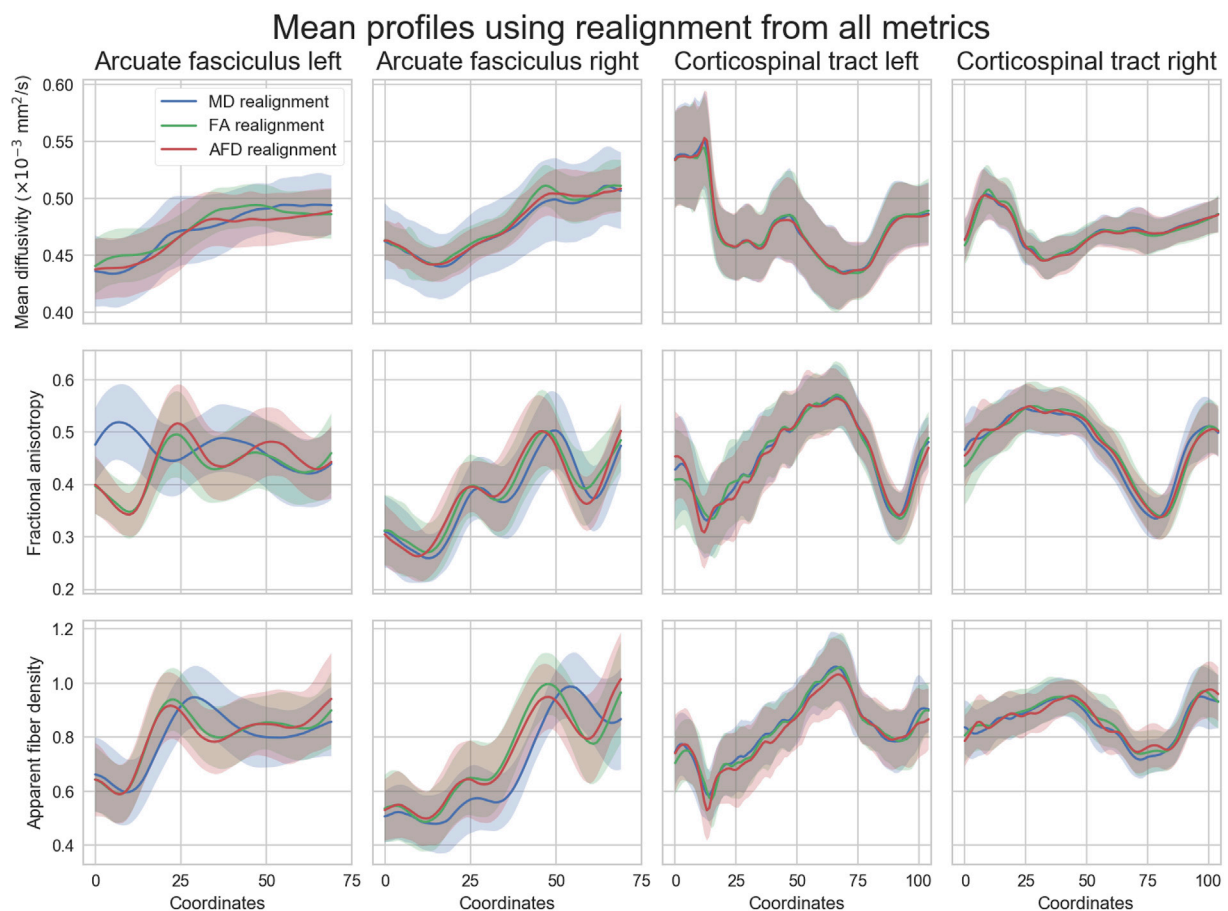 Mean profiles using realignment from all metrics
Arcuate fasciculus left
Arcuate fasciculus right
Corticospinal tract left
Corticospinal tract right
Mean diffusivity (×10⁻³ mm²/s)
0.60
0.55
0.50
0.45
0.40
MD realignment
FA realignment
AFD realignment
Fractional anisotropy
0.6
0.5
0.4
0.3
0.2
Apparent fiber density
1.2
1.0
0.8
0.6
0.4
0 25 50 75
0 25 50 75
0 25 50 75 100
0 25 50 75 100
Coordinates
Coordinates
Coordinates
Coordinates